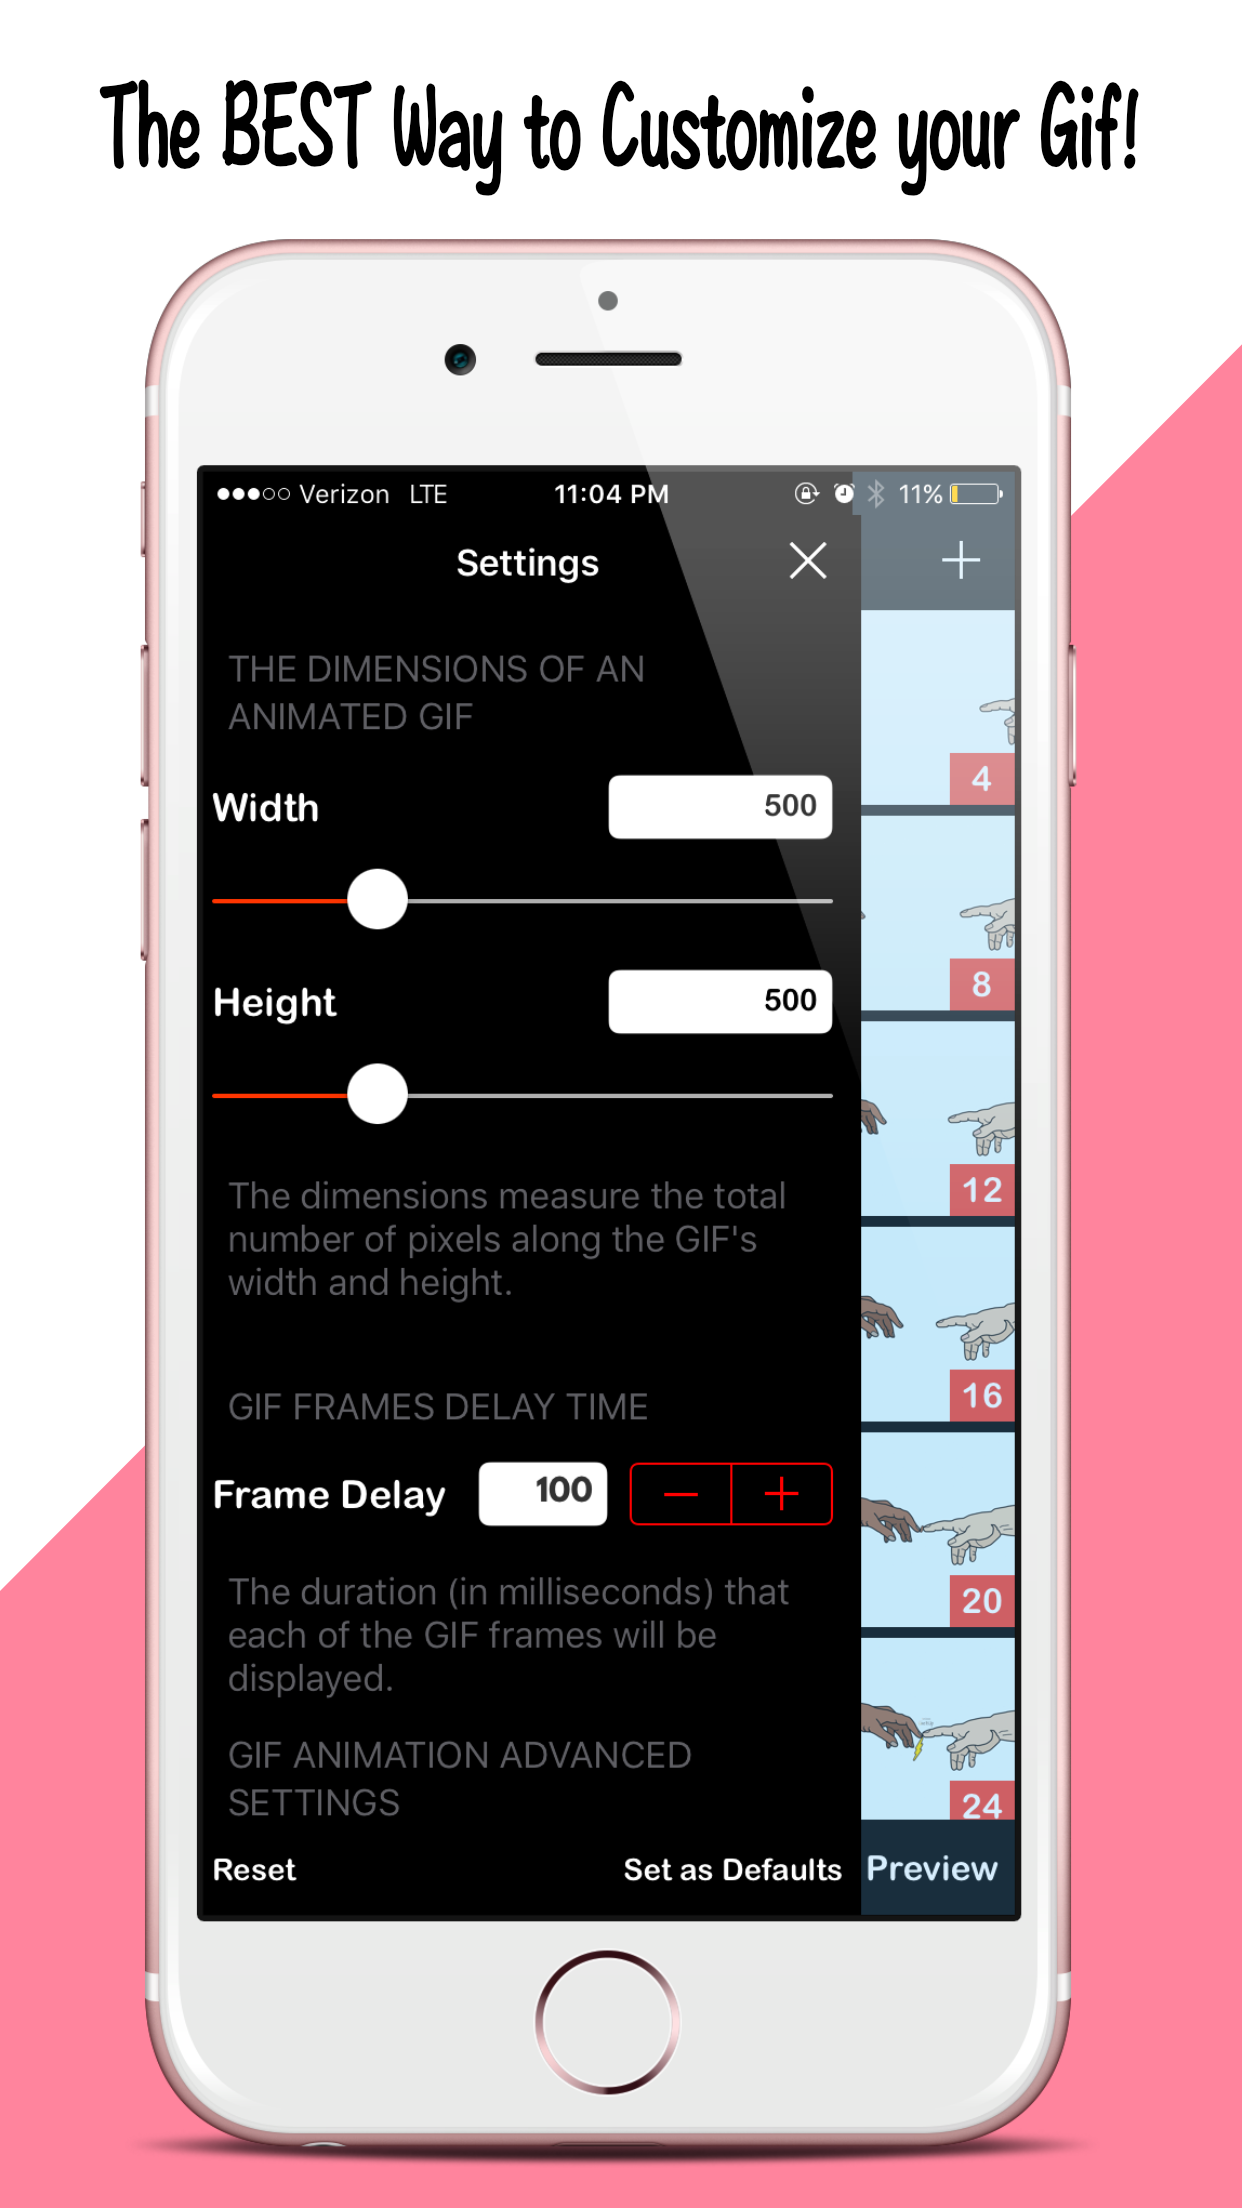 The BEST Way to Customize your Gif!
Verizon LTE 11:04 PM 11%
Settings
THE DIMENSIONS OF AN
ANIMATED GIF
Width 500
Height 500
The dimensions measure the total
number of pixels along the GIF's
width and height.
GIF FRAMES DELAY TIME
Frame Delay 100
The duration (in milliseconds) that
each of the GIF frames will be
displayed.
GIF ANIMATION ADVANCED
SETTINGS
Reset Set as Defaults
4
8
12
16
20
24
Preview